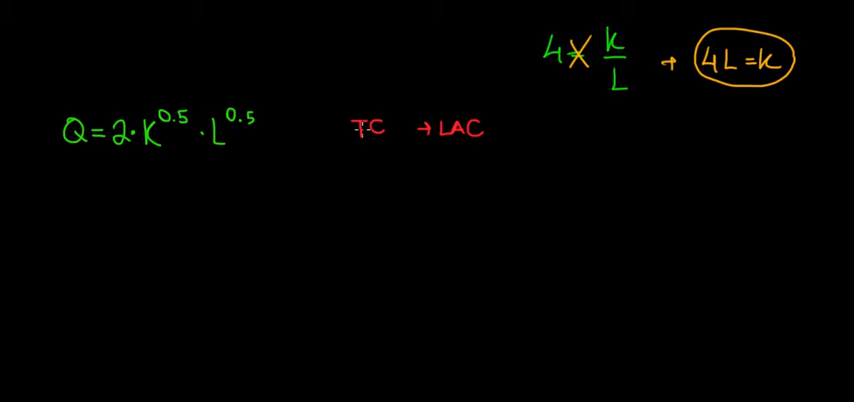 4 = K/L → 4L = K
Q = 2 · K^0.5 · L^0.5 TC → LAC